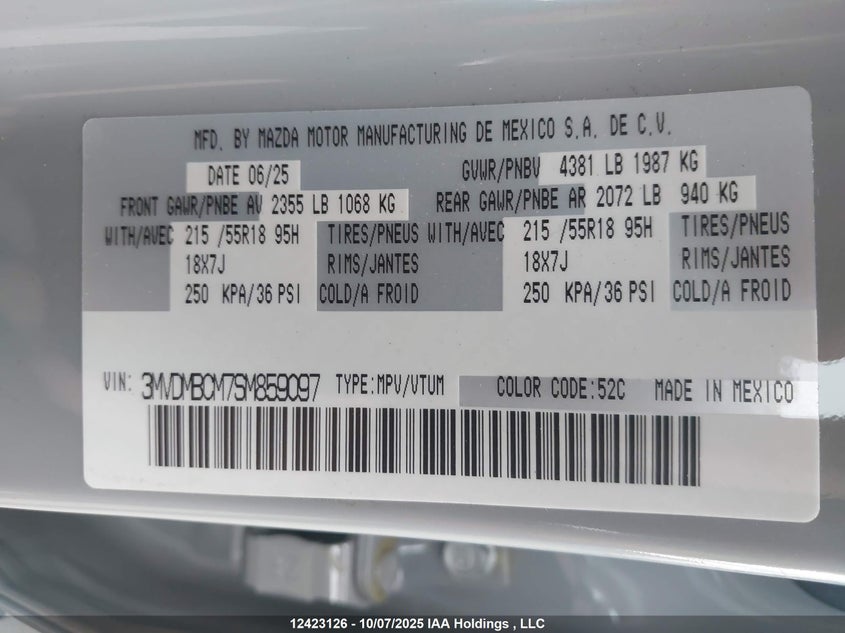 MFD. BY MAZDA MOTOR MANUFACTURING DE MEXICO S.A. DE C.V.
DATE 06/25 GVWR/PNBV 4381 LB 1987 KG
FRONT GAWR/PNBE AV 2355 LB 1068 KG REAR GAWR/PNBE AR 2072 LB 940 KG
WITH/AVEC 215 /55R18 95H TIRES/PNEUS WITH/AVEC 215 /55R18 95H TIRES/PNEUS
18X7J RIMS/JANTES 18X7J RIMS/JANTES
250 KPA/36 PSI COLD/A FROID 250 KPA/36 PSI COLD/A FROID
VIN: 3MVDMBCM7SM859097 TYPE:MPV/VTUM COLOR CODE:52C MADE IN MEXICO
12423126 - 10/07/2025 IAA Holdings , LLC